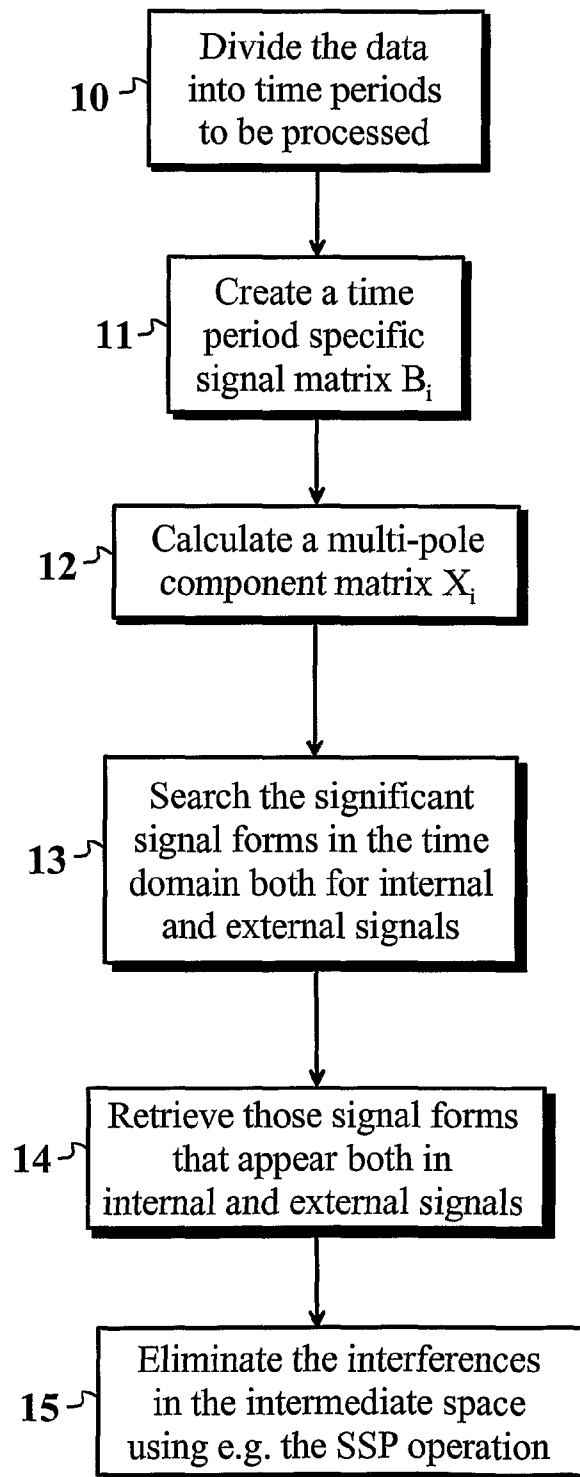 10
Divide the data
into time periods
to be processed
11
Create a time
period specific
signal matrix Bi
12
Calculate a multi-pole
component matrix Xi
13
Search the significant
signal forms in the time
domain both for internal
and external signals
14
Retrieve those signal forms
that appear both in
internal and external signals
15
Eliminate the interferences
in the intermediate space
using e.g. the SSP operation